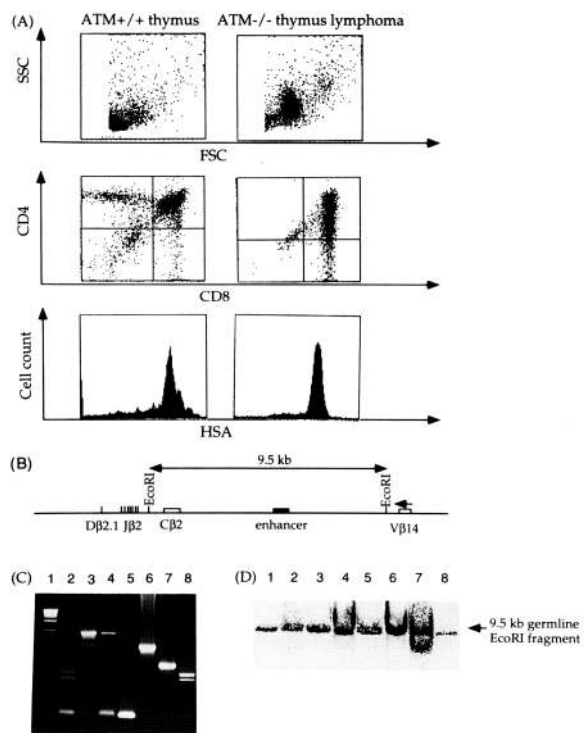 (A)
ATM+/+ thymus ATM-/- thymus lymphoma
SSC
FSC
CD4
CD8
Cell count
HSA
(B)
9.5 kb
EcoRI EcoRI
Dβ2.1 Jβ2 Cβ2 enhancer Vβ14
(C) 1 2 3 4 5 6 7 8
(D) 1 2 3 4 5 6 7 8
9.5 kb germline
EcoRI fragment